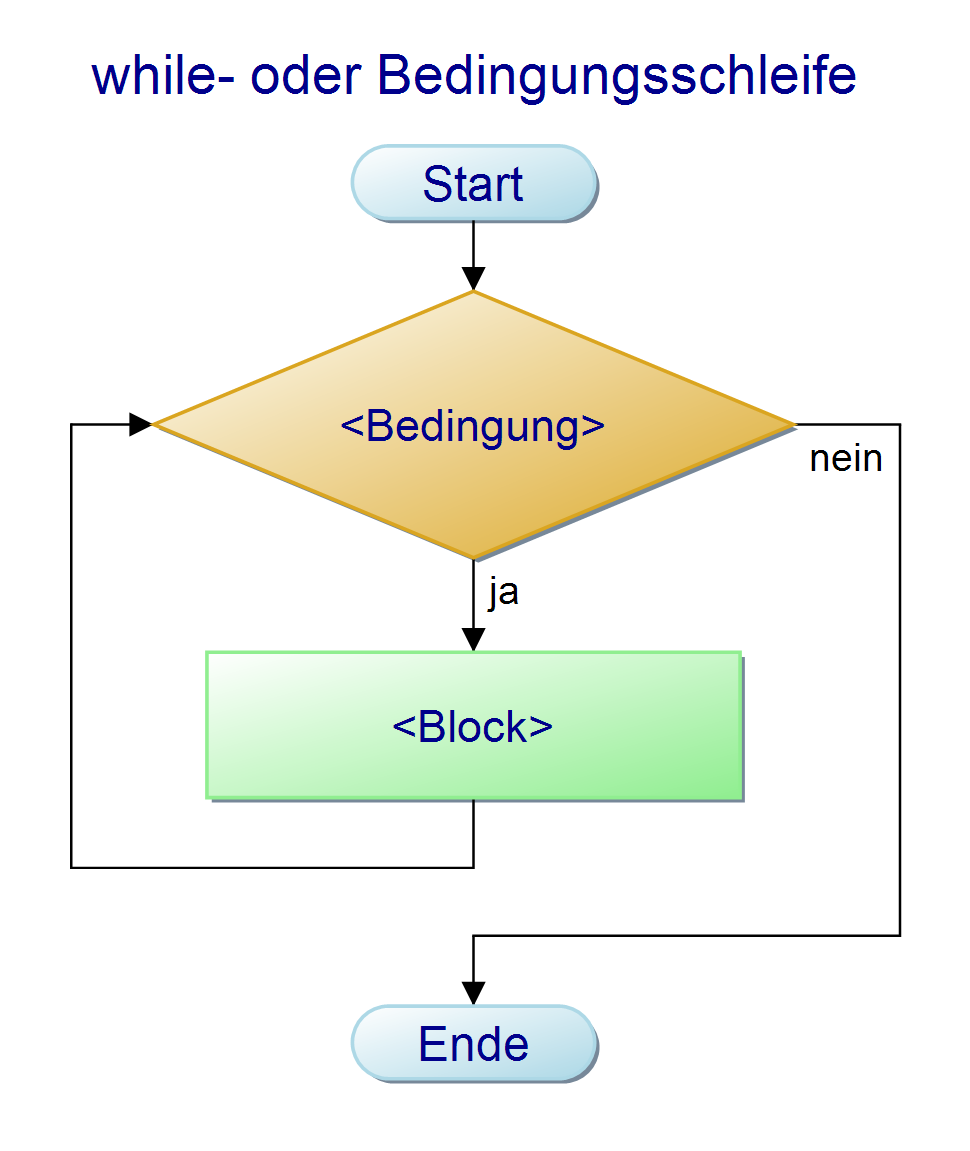 while- oder Bedingungsschleife
Start
<Bedingung>
nein
ja
<Block>
Ende